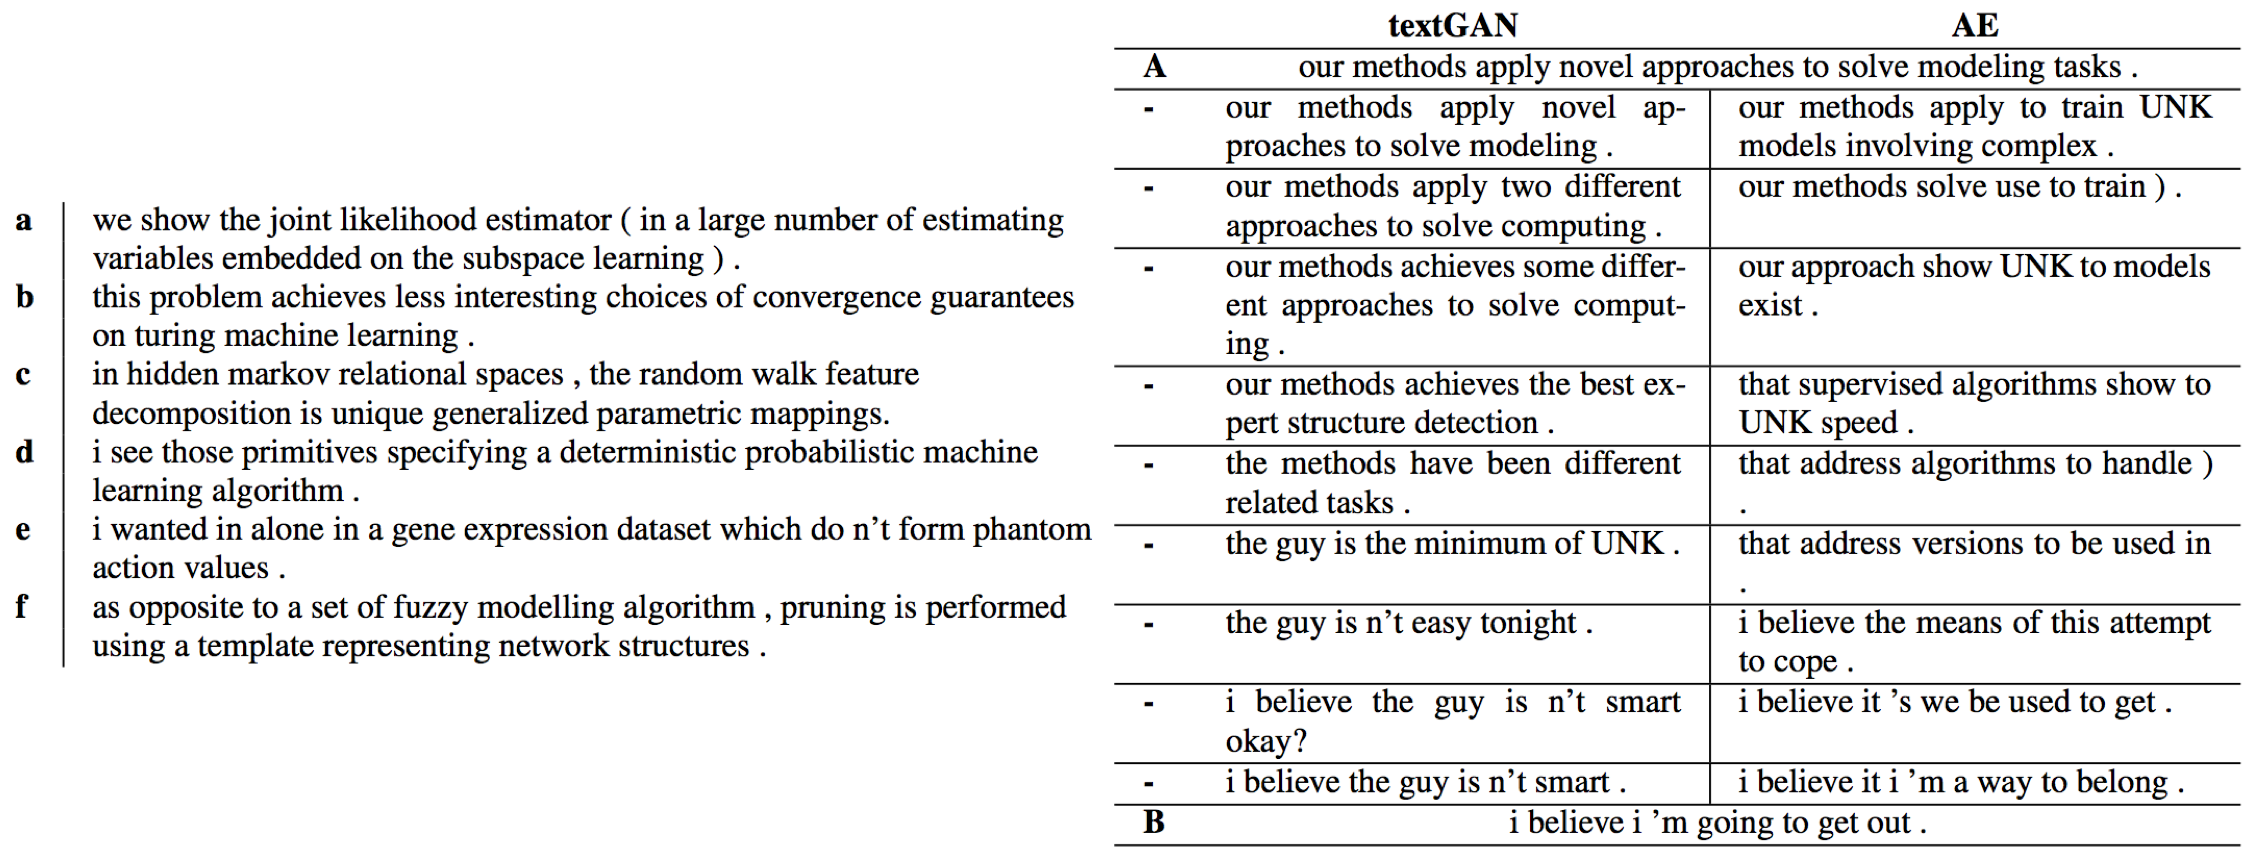 a we show the joint likelihood estimator ( in a large number of estimating
variables embedded on the subspace learning ) .
b this problem achieves less interesting choices of convergence guarantees
on turing machine learning .
c in hidden markov relational spaces , the random walk feature
decomposition is unique generalized parametric mappings.
d i see those primitives specifying a deterministic probabilistic machine
learning algorithm .
e i wanted in alone in a gene expression dataset which do n't form phantom
action values .
f as opposite to a set of fuzzy modelling algorithm , pruning is performed
using a template representing network structures .
textGAN AE
A our methods apply novel approaches to solve modeling tasks .
- our methods apply novel ap-
proaches to solve modeling .
our methods apply to train UNK
models involving complex .
- our methods apply two different
approaches to solve computing .
our methods solve use to train ) .
- our methods achieves some differ-
ent approaches to solve comput-
ing .
our approach show UNK to models
exist .
- our methods achieves the best ex-
pert structure detection .
that supervised algorithms show to
UNK speed .
- the methods have been different
related tasks .
that address algorithms to handle )
.
- the guy is the minimum of UNK .
that address versions to be used in
.
- the guy is n't easy tonight .
i believe the means of this attempt
to cope .
- i believe the guy is n't smart
okay?
i believe it 's we be used to get .
- i believe the guy is n't smart .
i believe it i 'm a way to belong .
B i believe i 'm going to get out .